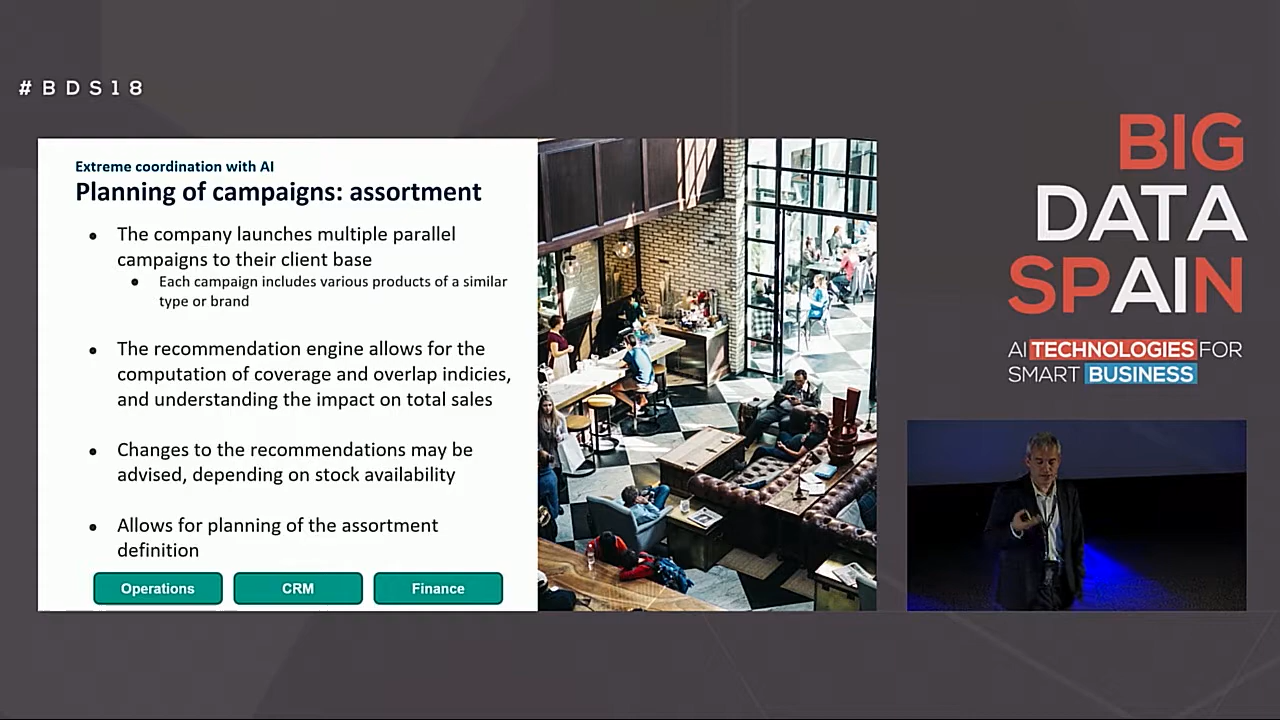 #BDS18
Extreme coordination with AI
Planning of campaigns: assortment
• The company launches multiple parallel
campaigns to their client base
• Each campaign includes various products of a similar
type or brand
• The recommendation engine allows for the
computation of coverage and overlap indicies,
and understanding the impact on total sales
• Changes to the recommendations may be
advised, depending on stock availability
• Allows for planning of the assortment
definition
Operations
CRM
Finance
BIG
DATA
SPAIN
AI TECHNOLOGIES FOR
SMART BUSINESS